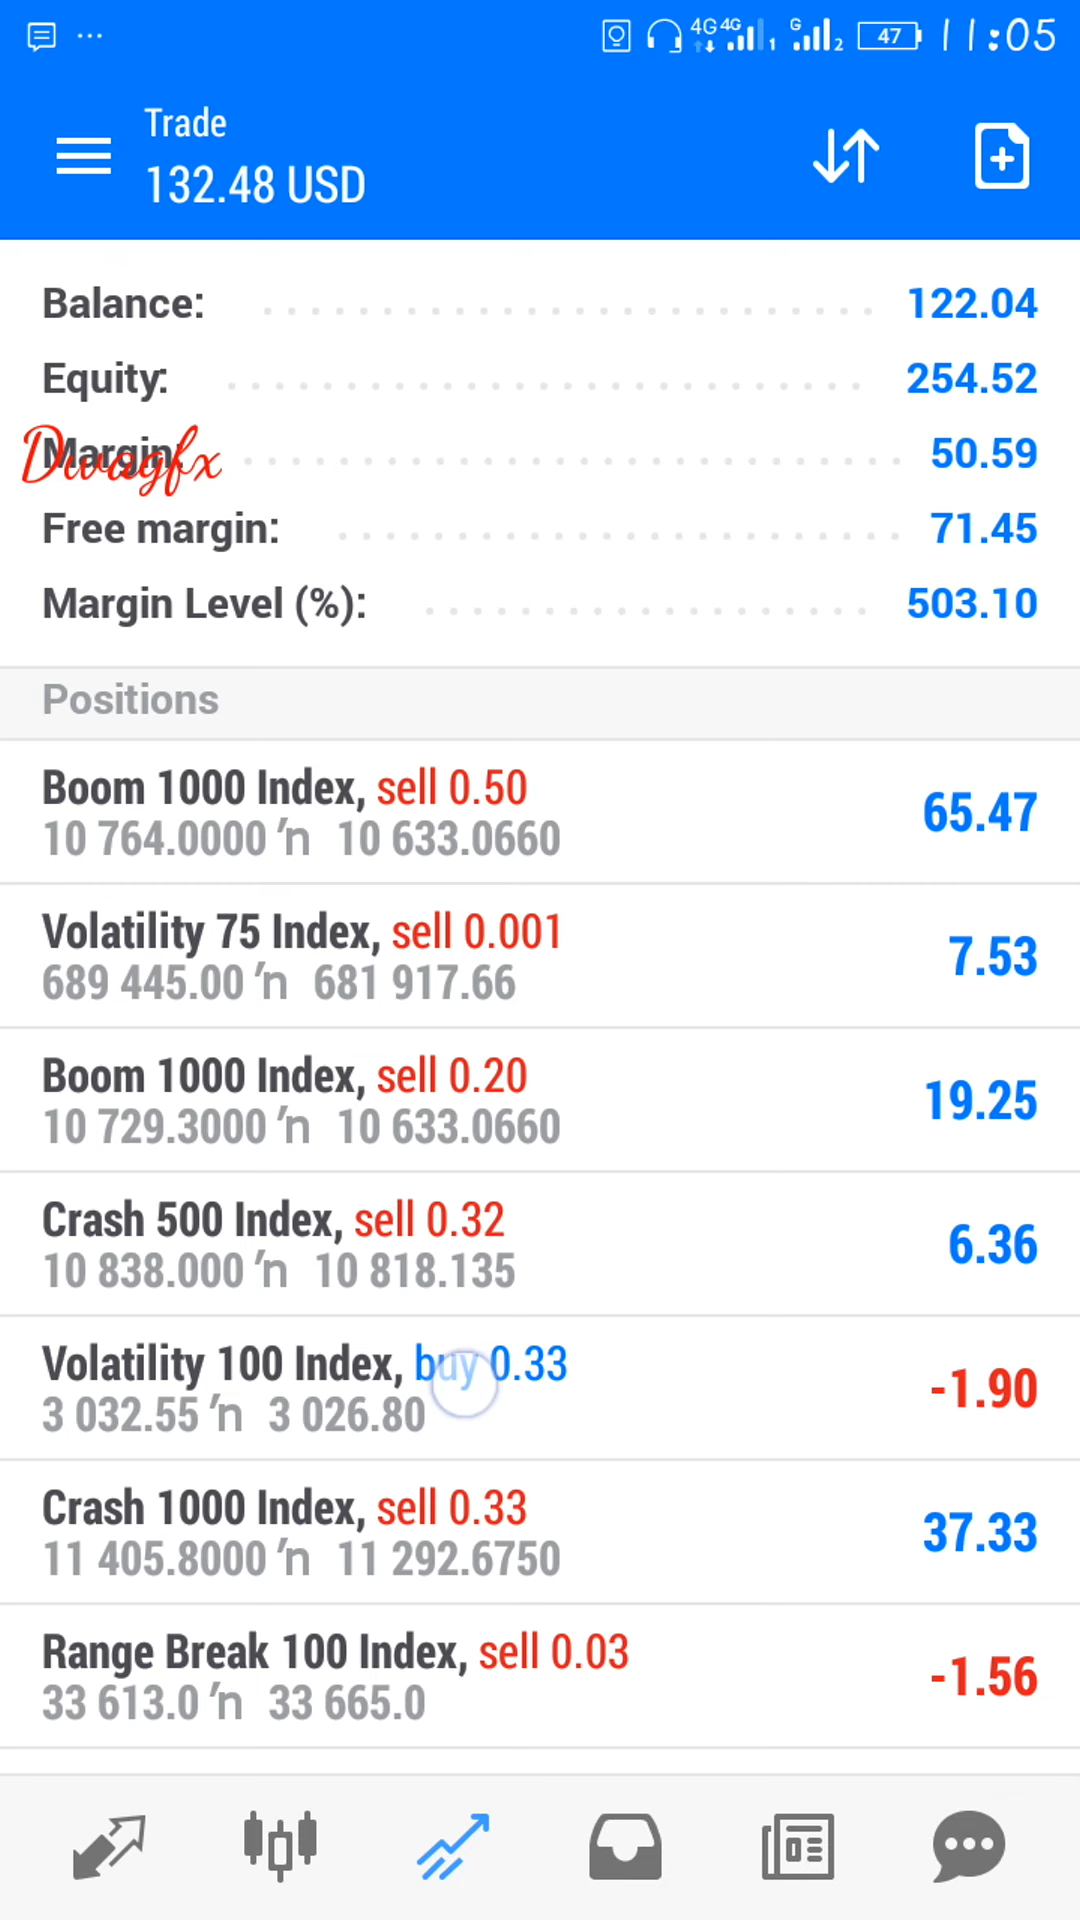 4G 4G 1 G 2 47 11:05
Trade
132.48 USD
Balance: 122.04
Equity: 254.52
Margin: 50.59
Dwagfx
Free margin: 71.45
Margin Level (%): 503.10
Positions
Boom 1000 Index, sell 0.50
10 764.0000 ’n 10 633.0660
65.47
Volatility 75 Index, sell 0.001
689 445.00 ’n 681 917.66
7.53
Boom 1000 Index, sell 0.20
10 729.3000 ’n 10 633.0660
19.25
Crash 500 Index, sell 0.32
10 838.000 ’n 10 818.135
6.36
Volatility 100 Index, buy 0.33
3 032.55 ’n 3 026.80
-1.90
Crash 1000 Index, sell 0.33
11 405.8000 ’n 11 292.6750
37.33
Range Break 100 Index, sell 0.03
33 613.0 ’n 33 665.0
-1.56